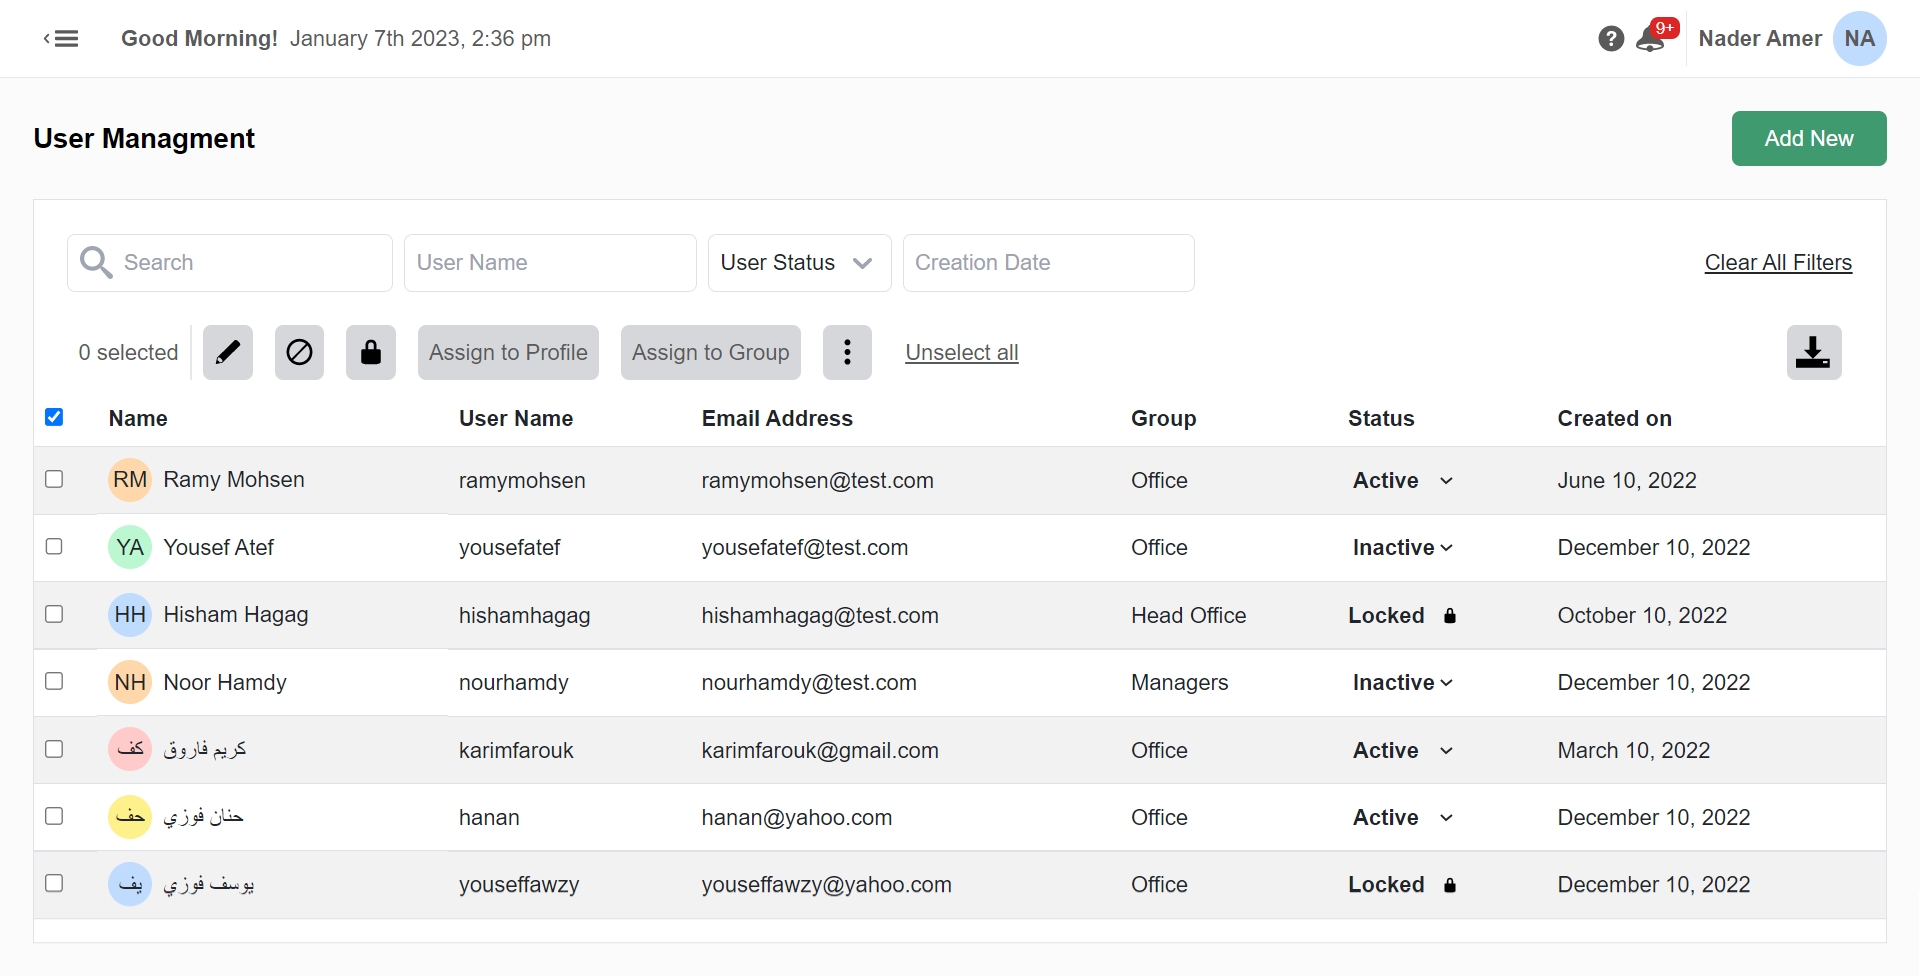 Good Morning! January 7th 2023, 2:36 pm
? 9+ Nader Amer NA
User Managment
Add New
Search User Name User Status Creation Date Clear All Filters
0 selected Assign to Profile Assign to Group Unselect all
Name User Name Email Address Group Status Created on
RM Ramy Mohsen ramymohsen ramymohsen@test.com Office Active June 10, 2022
YA Yousef Atef yousefatef yousefatef@test.com Office Inactive December 10, 2022
HH Hisham Hagag hishamhagag hishamhagag@test.com Head Office Locked October 10, 2022
NH Noor Hamdy nourhamdy nourhamdy@test.com Managers Inactive December 10, 2022
كف كريم فاروق karimfarouk karimfarouk@gmail.com Office Active March 10, 2022
حف حنان فوزي hanan hanan@yahoo.com Office Active December 10, 2022
يف يوسف فوزي youseffawzy youseffawzy@yahoo.com Office Locked December 10, 2022